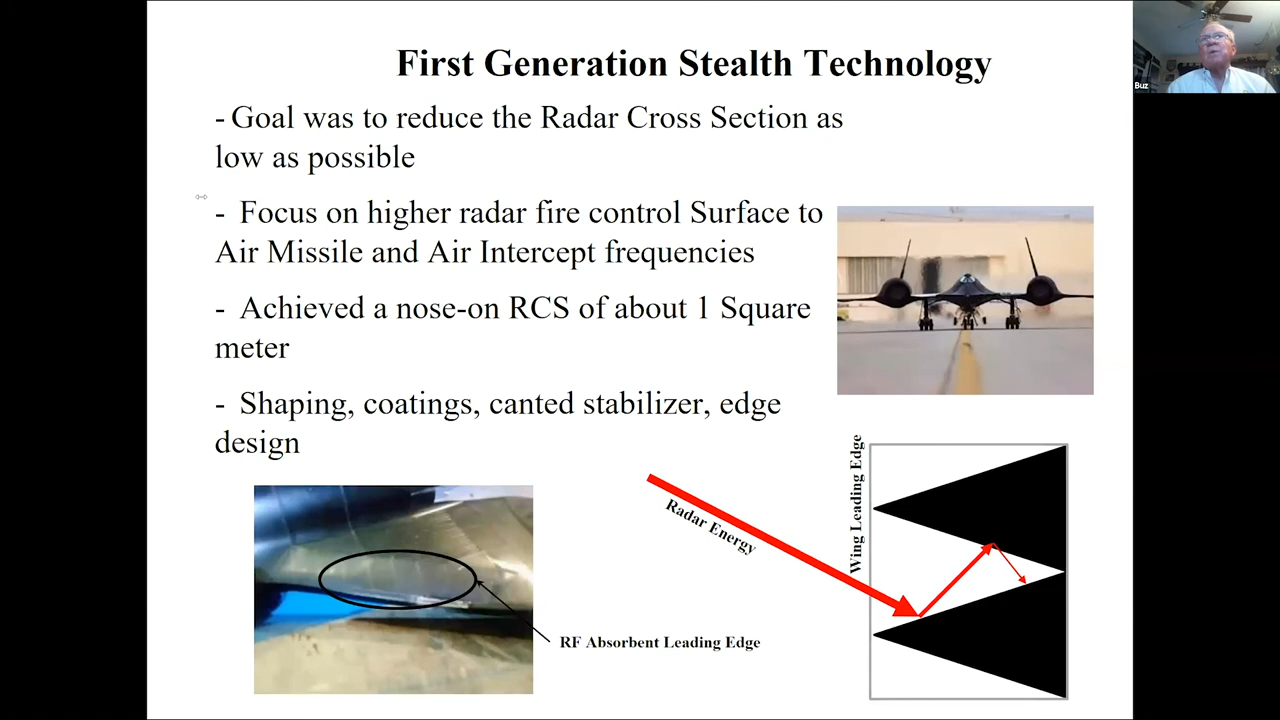 First Generation Stealth Technology
- Goal was to reduce the Radar Cross Section as
low as possible
- Focus on higher radar fire control Surface to
Air Missile and Air Intercept frequencies
- Achieved a nose-on RCS of about 1 Square
meter
- Shaping, coatings, canted stabilizer, edge
design
RF Absorbent Leading Edge
Radar Energy
Wing Leading Edge
Buz